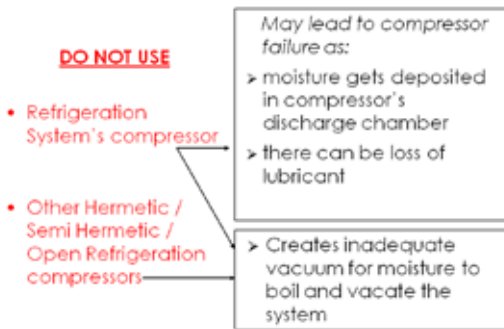 DO NOT USE
• Refrigeration
System's compressor
• Other Hermetic /
Semi Hermetic /
Open Refrigeration
compressors
May lead to compressor
failure as:
➢ moisture gets deposited
in compressor's
discharge chamber
➢ there can be loss of
lubricant
➢ Creates inadequate
vacuum for moisture to
boil and vacate the
system